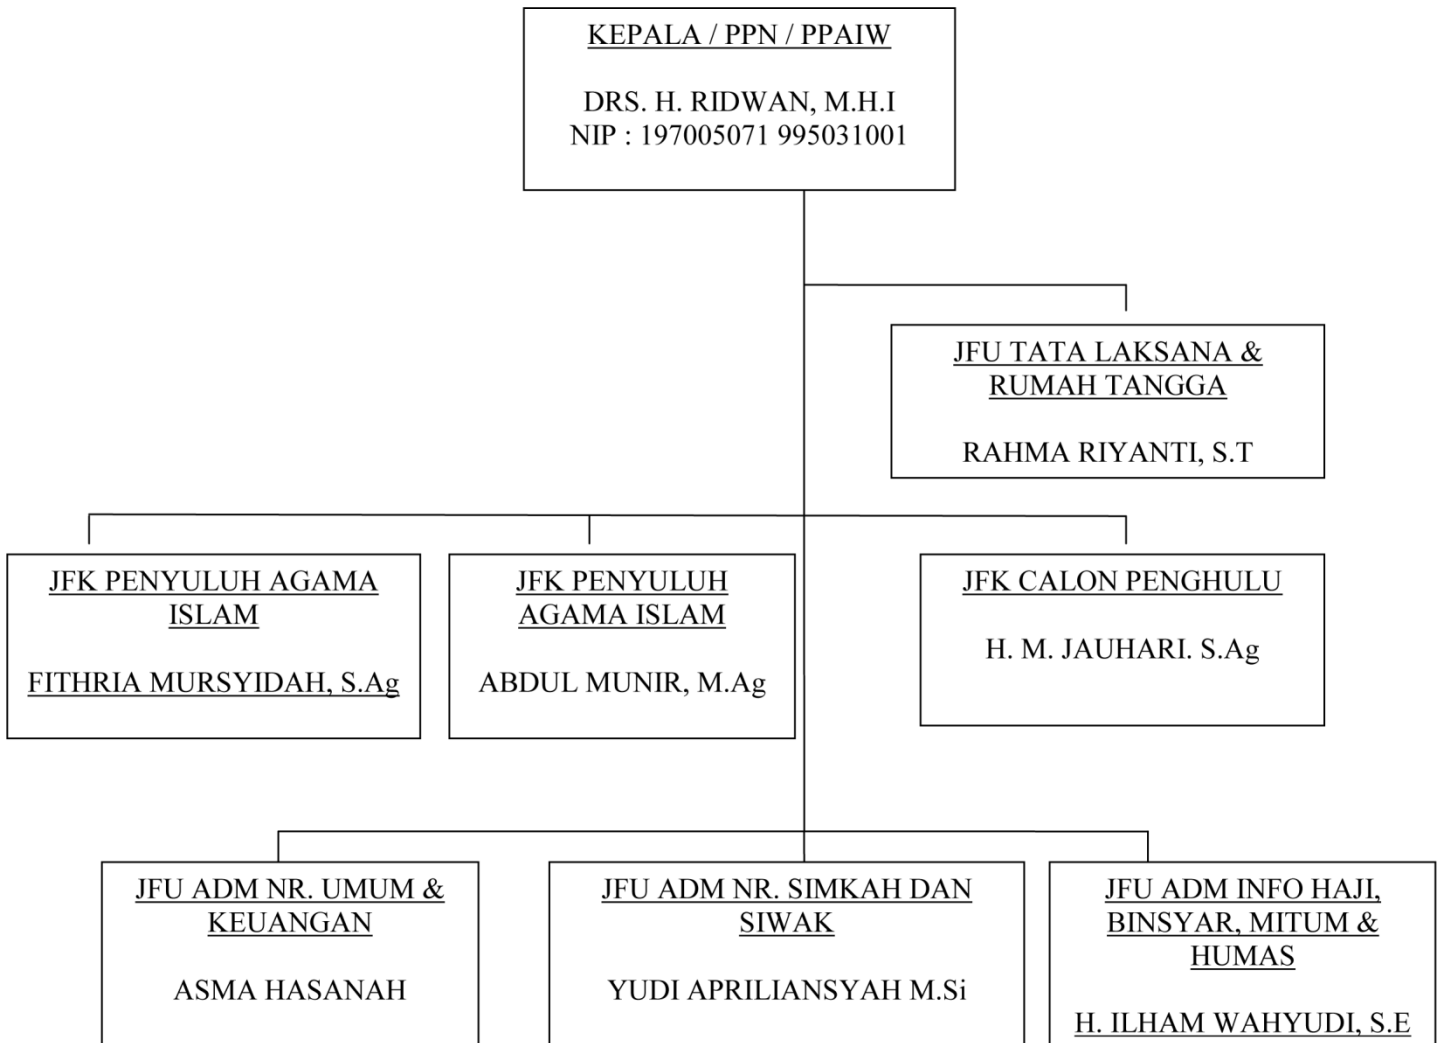 KEPALA / PPN / PPAIW
DRS. H. RIDWAN, M.H.I
NIP : 197005071 995031001
JFU TATA LAKSANA &
RUMAH TANGGA
RAHMA RIYANTI, S.T
JFK PENYULUH AGAMA
ISLAM
FITHRIA MURSYIDAH, S.Ag
JFK PENYULUH
AGAMA ISLAM
ABDUL MUNIR, M.Ag
JFK CALON PENGHULU
H. M. JAUHARI. S.Ag
JFU ADM NR. UMUM &
KEUANGAN
ASMA HASANAH
JFU ADM NR. SIMKAH DAN
SIWAK
YUDI APRILIANSYAH M.Si
JFU ADM INFO HAJI,
BINSYAR, MITUM &
HUMAS
H. ILHAM WAHYUDI, S.E